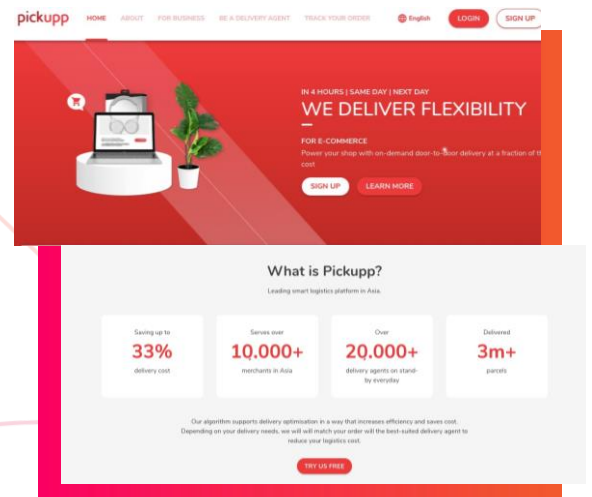 pickupp HOME ABOUT FOR BUSINESS BE A DELIVERY AGENT TRACK YOUR ORDER English LOGIN SIGN UP
IN 4 HOURS | SAME DAY | NEXT DAY
WE DELIVER FLEXIBILITY
FOR E-COMMERCE
Power your shop with on-demand door-to-door delivery at a fraction of th
cost
SIGN UP LEARN MORE
What is Pickupp?
Leading smart logistics platform in Asia.
Saving up to
33%
delivery cost
Serves over
10,000+
merchants in Asia
Over
20,000+
delivery agents on stand-
by everyday
Delivered
3m+
parcels
Our algorithm supports delivery optimisation in a way that increases efficiency and saves cost.
Depending on your delivery needs, we will will match your order will the best-suited delivery agent to
reduce your logistics cost.
TRY US FREE